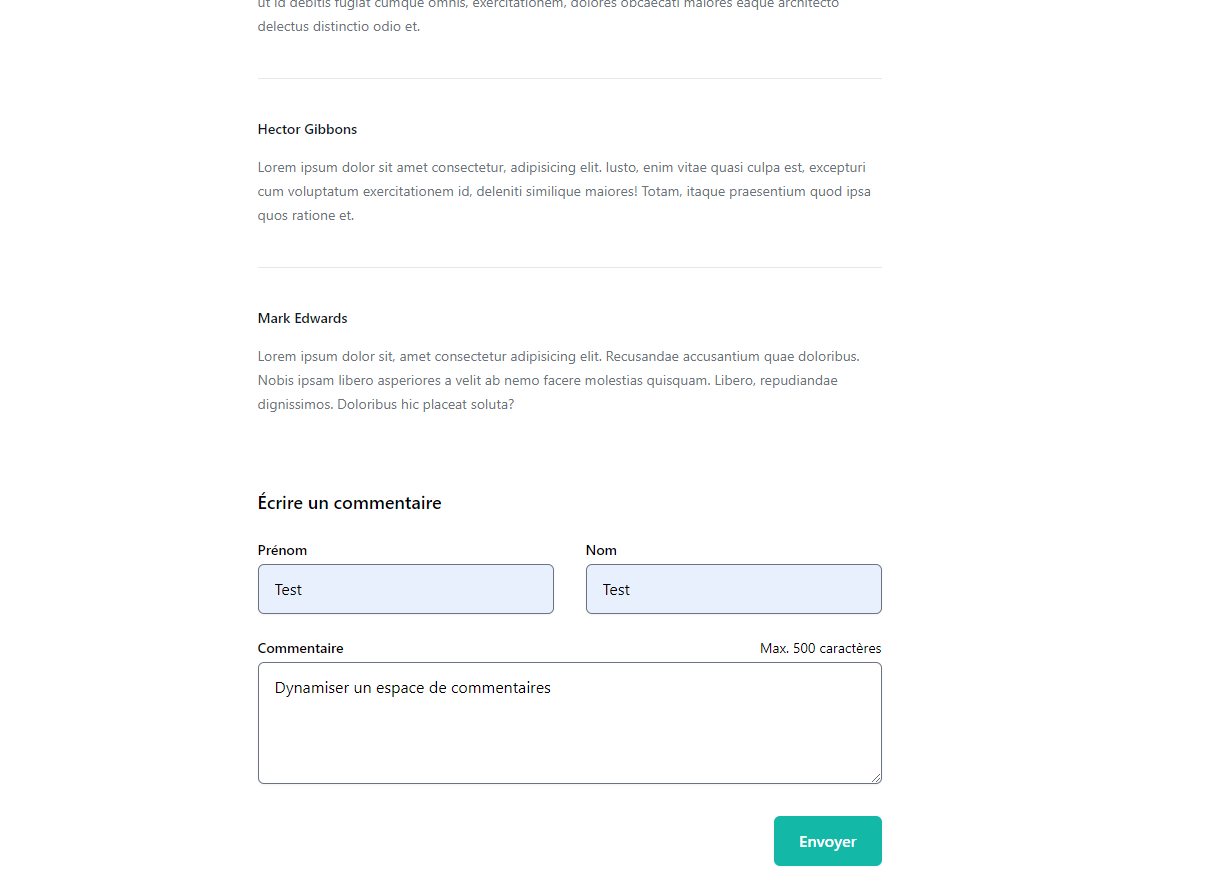 ut id debitis fugiat cumque omnis, exercitationem, dolores obcaecati maiores eaque architecto
delectus distinctio odio et.
Hector Gibbons
Lorem ipsum dolor sit amet consectetur, adipisicing elit. Iusto, enim vitae quasi culpa est, excepturi
cum voluptatum exercitationem id, deleniti similique maiores! Totam, itaque praesentium quod ipsa
quos ratione et.
Mark Edwards
Lorem ipsum dolor sit, amet consectetur adipisicing elit. Recusandae accusantium quae doloribus.
Nobis ipsam libero asperiores a velit ab nemo facere molestias quisquam. Libero, repudiandae
dignissimos. Doloribus hic placeat soluta?
Écrire un commentaire
Prénom
Nom
Test
Test
Commentaire
Max. 500 caractères
Dynamiser un espace de commentaires
Envoyer